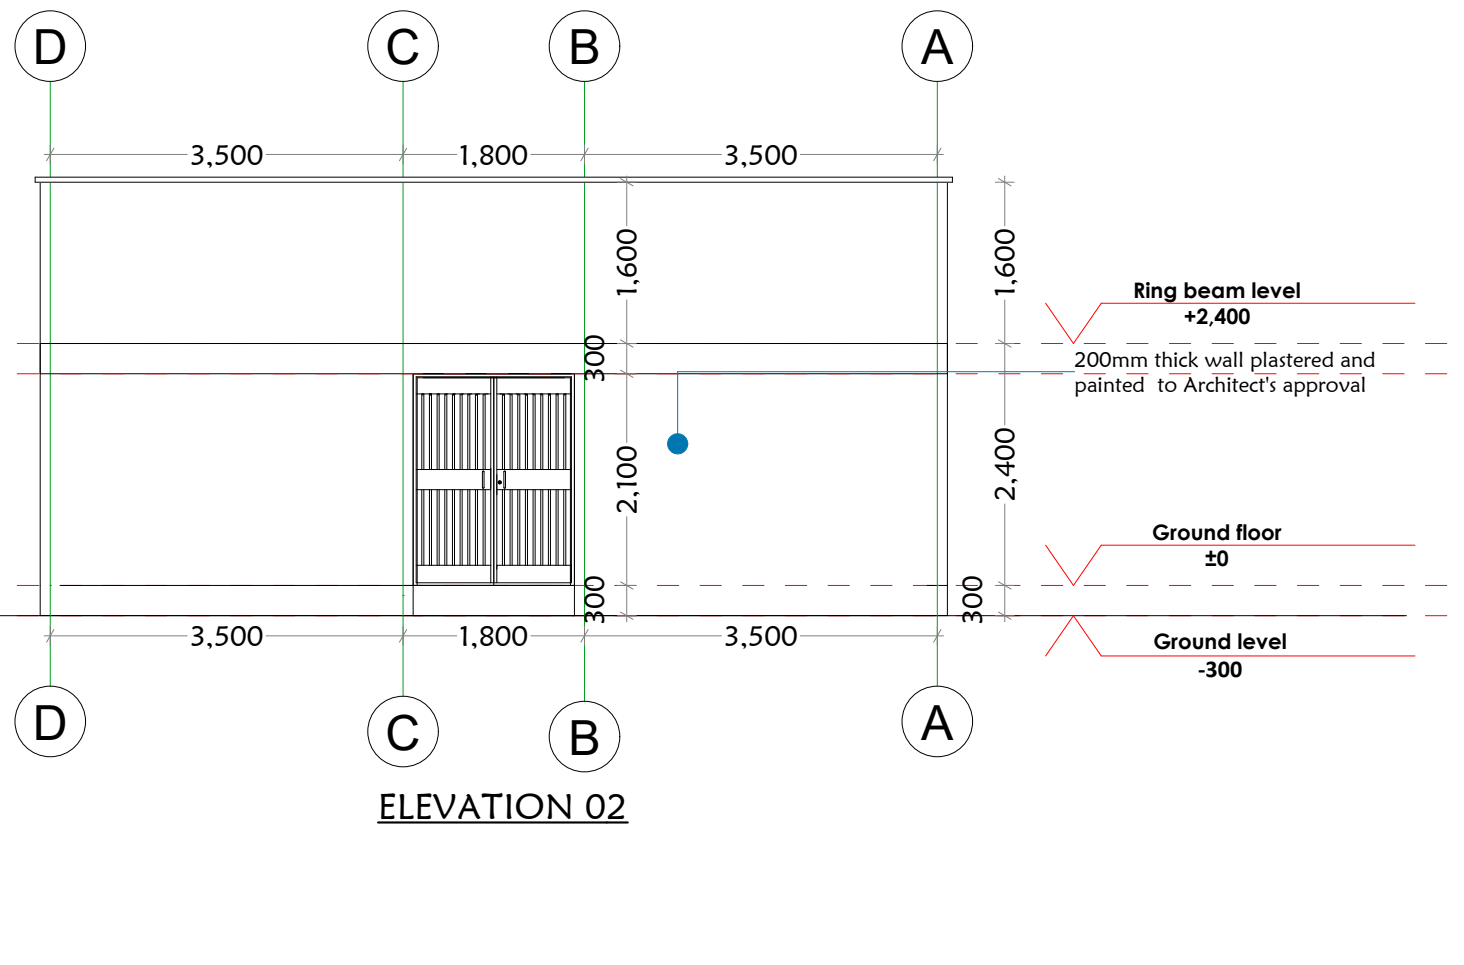 D C B A
3,500 1,800 3,500
1,600 1,600
Ring beam level
+2,400
300
200mm thick wall plastered and
painted  to Architect's approval
2,100 2,400
Ground floor
±0
300 300
3,500 1,800 3,500
Ground level
-300
D C B A
ELEVATION 02